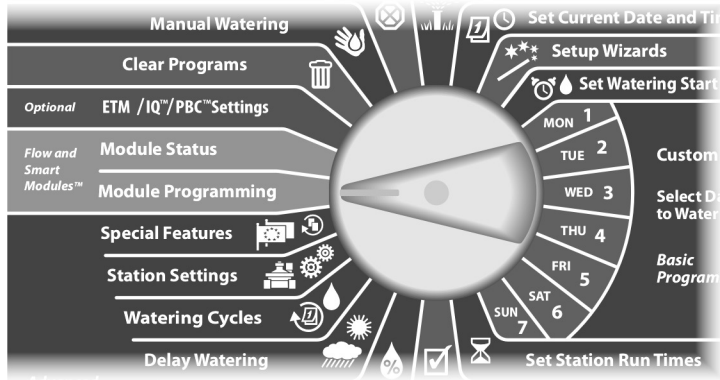 Manual Watering
Clear Programs
Optional
ETM /IQ™/PBC™Settings
Flow and
Smart
Modules™
Module Status
Module Programming
Special Features
Station Settings
Watering Cycles
Delay Watering
1
Set Current Date and
Setup Wizards
Set Watering Start
MON 1
TUE 2
WED 3
THU 4
FRI 5
SAT 6
SUN 7
Custom
Select
to Water
Basic
Program
Set Station Run Times
1
%